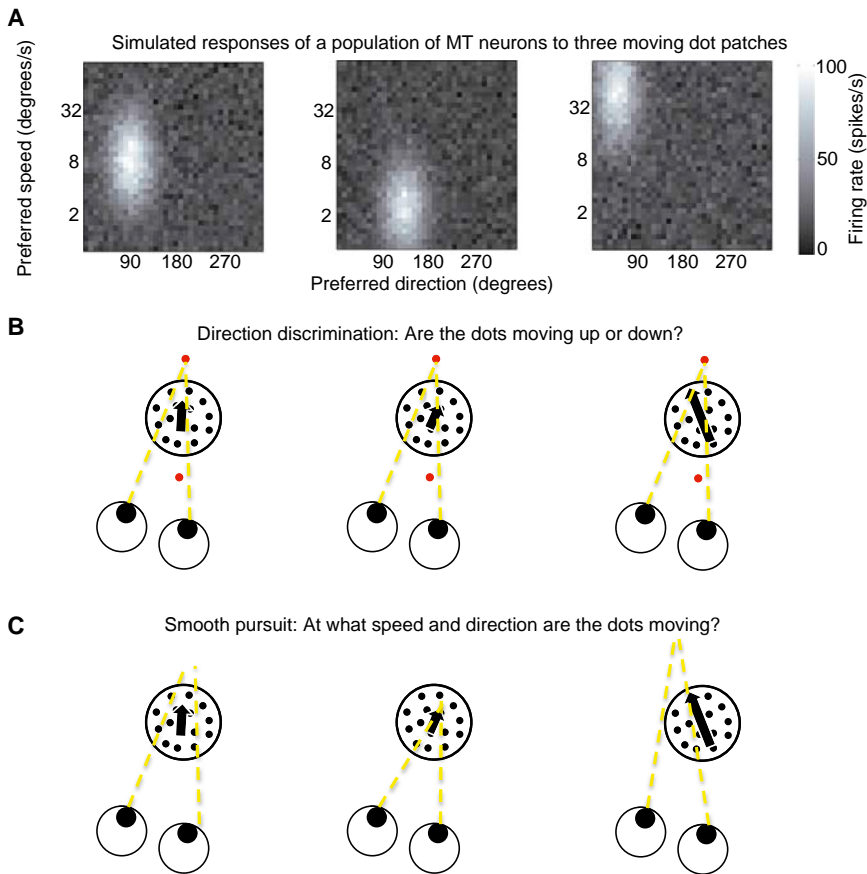 A
Simulated responses of a population of MT neurons to three moving dot patches
Preferred speed (degrees/s)
32
8
2
90 180 270
32
8
2
90 180 270
32
8
2
90 180 270
Preferred direction (degrees)
100
50
0
Firing rate (spikes/s)
B
Direction discrimination: Are the dots moving up or down?
C
Smooth pursuit: At what speed and direction are the dots moving?